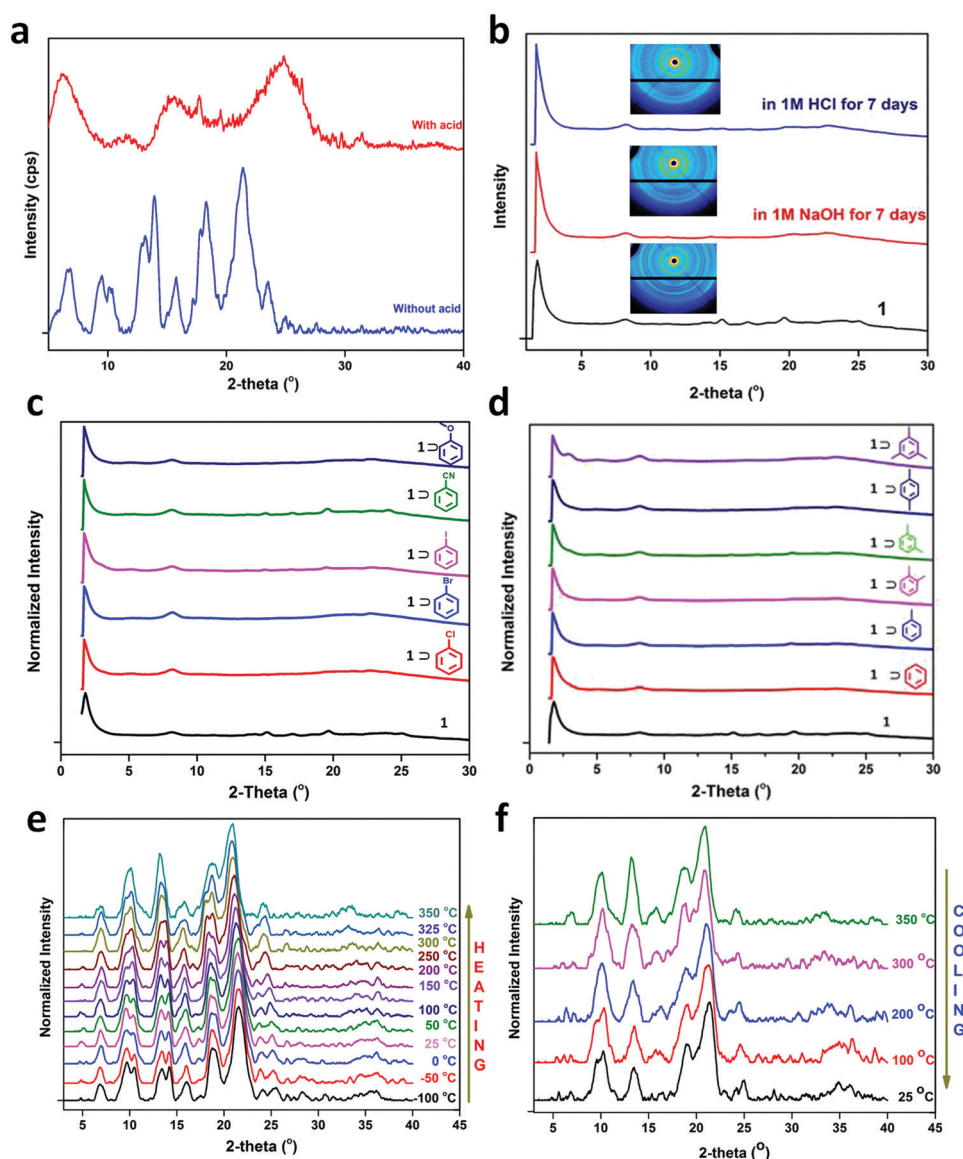 a
Intensity (cps)
With acid
Without acid
10 20 30 40
2-theta (°)
b
Intensity
in 1M HCl for 7 days
in 1M NaOH for 7 days
1
5 10 15 20 25 30
2-theta (°)
c
Normalized Intensity
O
1 ⊃
CN
1 ⊃
I
1 ⊃
Br
1 ⊃
Cl
1 ⊃
1
0 5 10 15 20 25 30
2-Theta (°)
d
Normalized Intensity
1 ⊃
1 ⊃
1 ⊃
1 ⊃
1 ⊃
1 ⊃
1
0 5 10 15 20 25 30
2-Theta (°)
e
Normalized Intensity
350 °C
325 °C
300 °C
250 °C
200 °C
150 °C
100 °C
50 °C
25 °C
0 °C
-50 °C
-100 °C
HEATING
5 10 15 20 25 30 35 40 45
2-theta (°)
f
Normalized Intensity
350 °C
300 °C
200 °C
100 °C
25 °C
COOLING
5 10 15 20 25 30 35 40 45
2-theta (°)